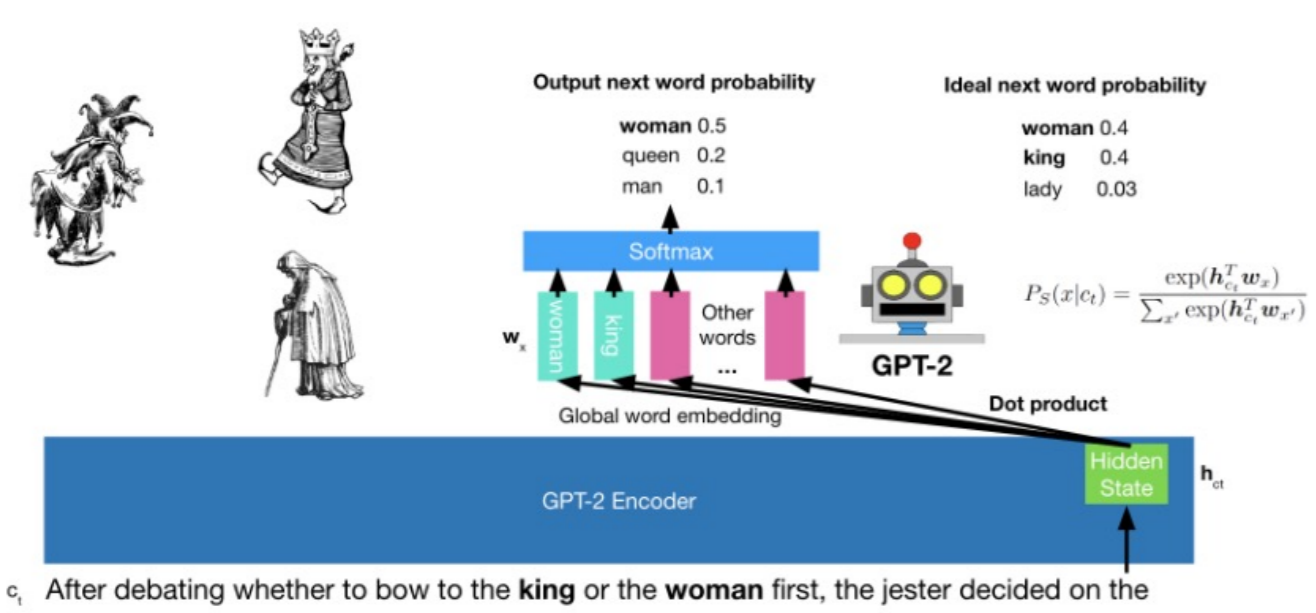 Output next word probability
woman 0.5
queen 0.2
man 0.1
Ideal next word probability
woman 0.4
king 0.4
lady 0.03
Softmax
w_x
woman
king
Other
words
...
GPT-2
P_S(x|c_t) = exp(h_{c_t}^T w_x) / ∑_{x'} exp(h_{c_t}^T w_{x'})
Global word embedding
Dot product
GPT-2 Encoder
Hidden
State
h_ct
c_t After debating whether to bow to the king or the woman first, the jester decided on the